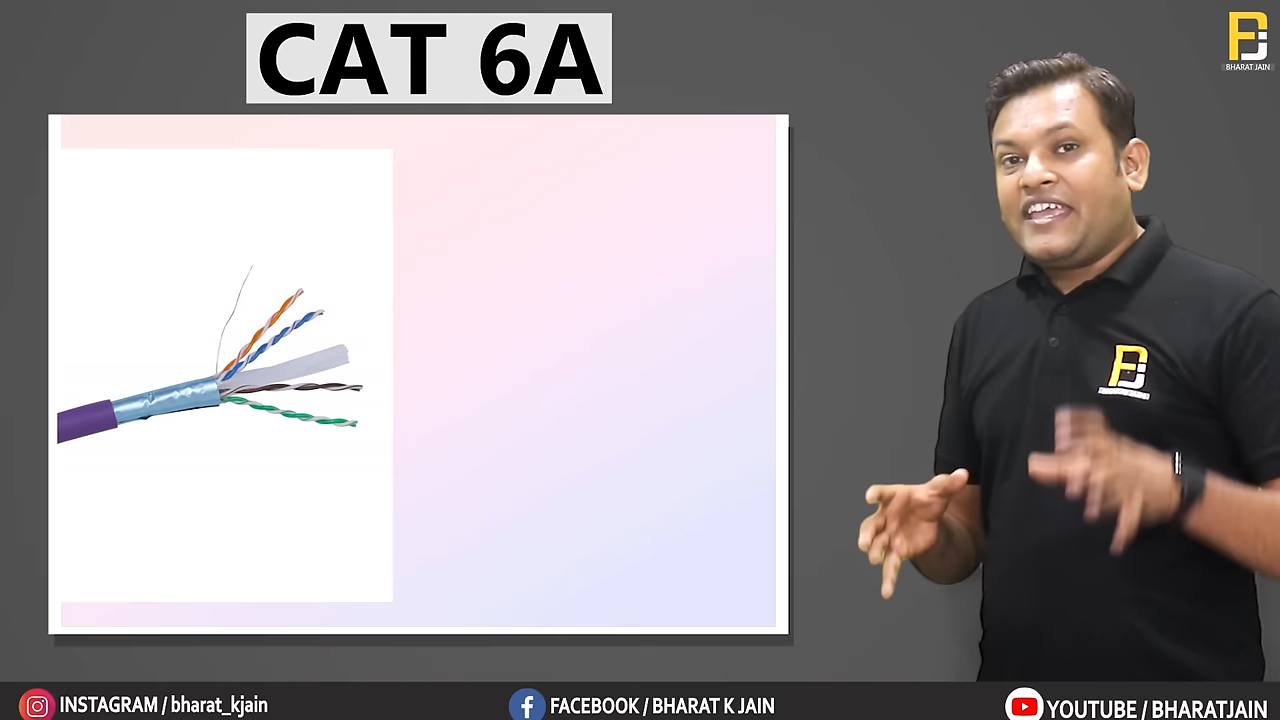 CAT 6A
BHARAT JAIN
INSTAGRAM / bharat_kjain
FACEBOOK / BHARAT K JAIN
YOUTUBE / BHARATJAIN